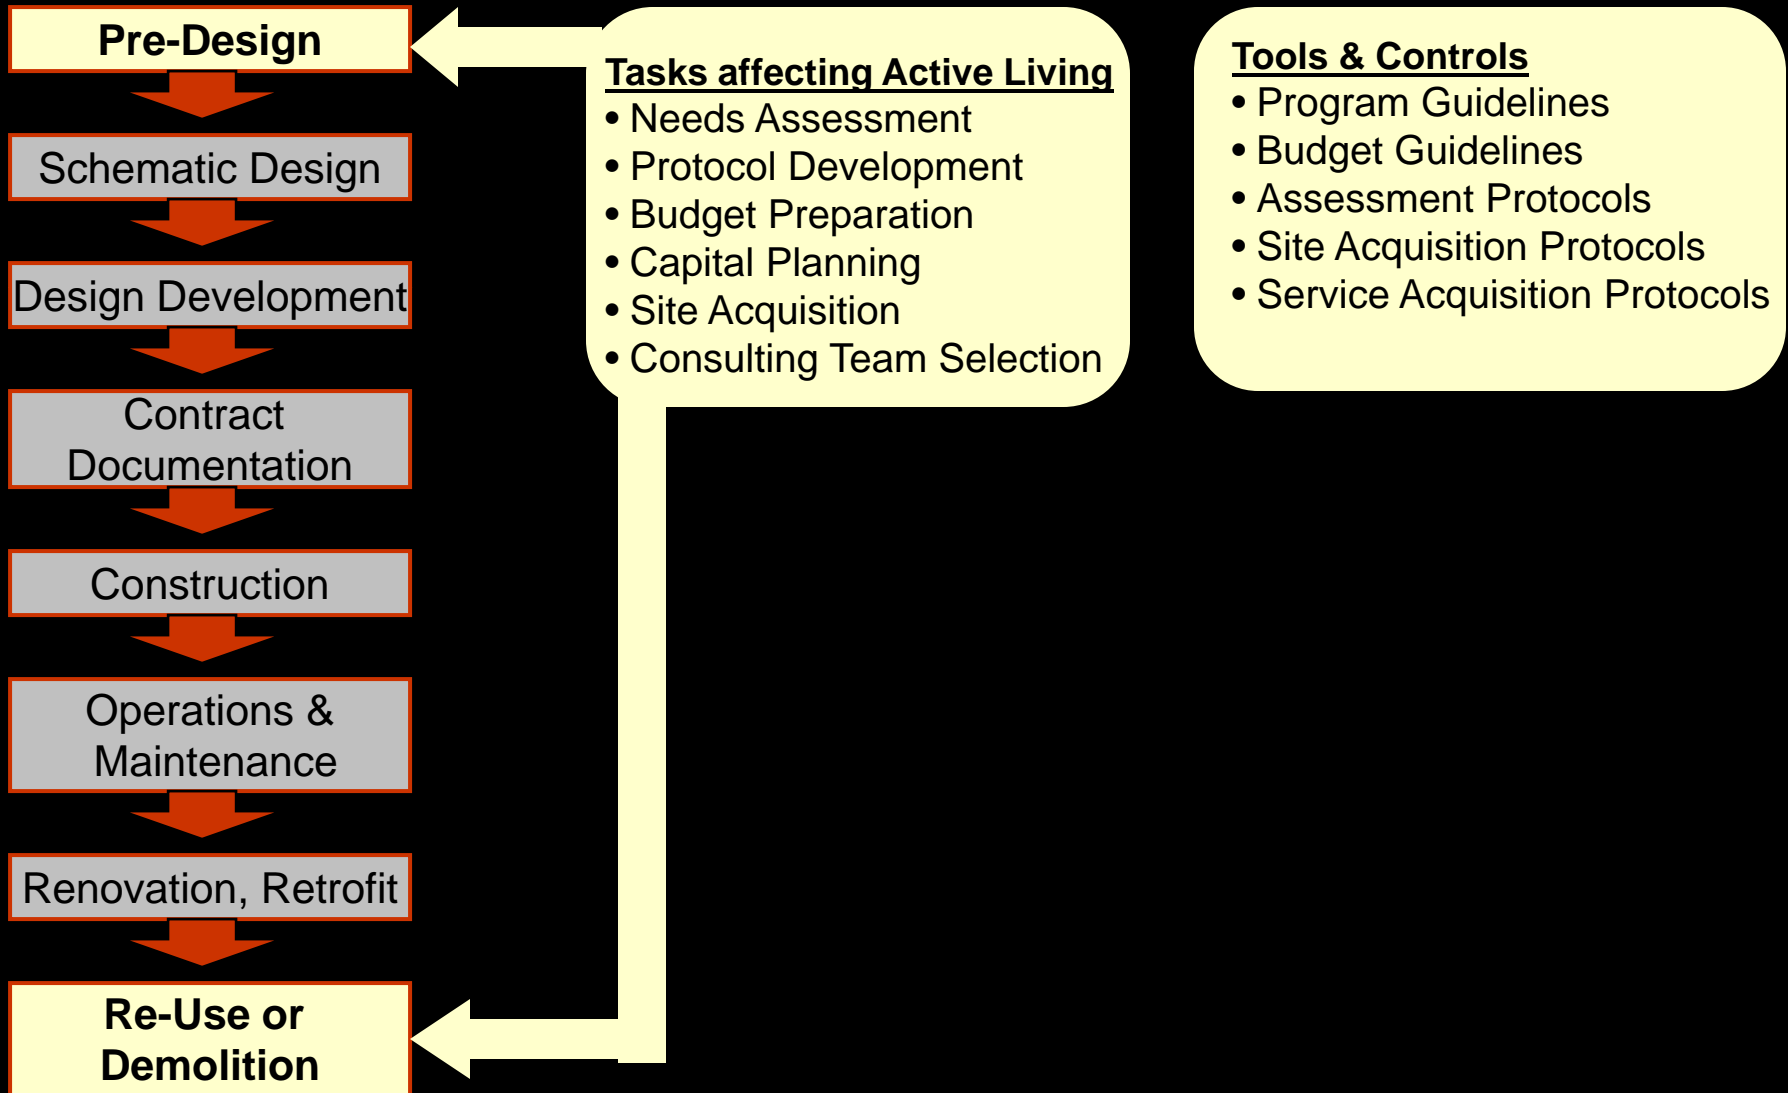 Pre-Design
Schematic Design
Design Development
Contract
Documentation
Construction
Operations &
Maintenance
Renovation, Retrofit
Re-Use or
Demolition
Tasks affecting Active Living
• Needs Assessment
• Protocol Development
• Budget Preparation
• Capital Planning
• Site Acquisition
• Consulting Team Selection
Tools & Controls
• Program Guidelines
• Budget Guidelines
• Assessment Protocols
• Site Acquisition Protocols
• Service Acquisition Protocols